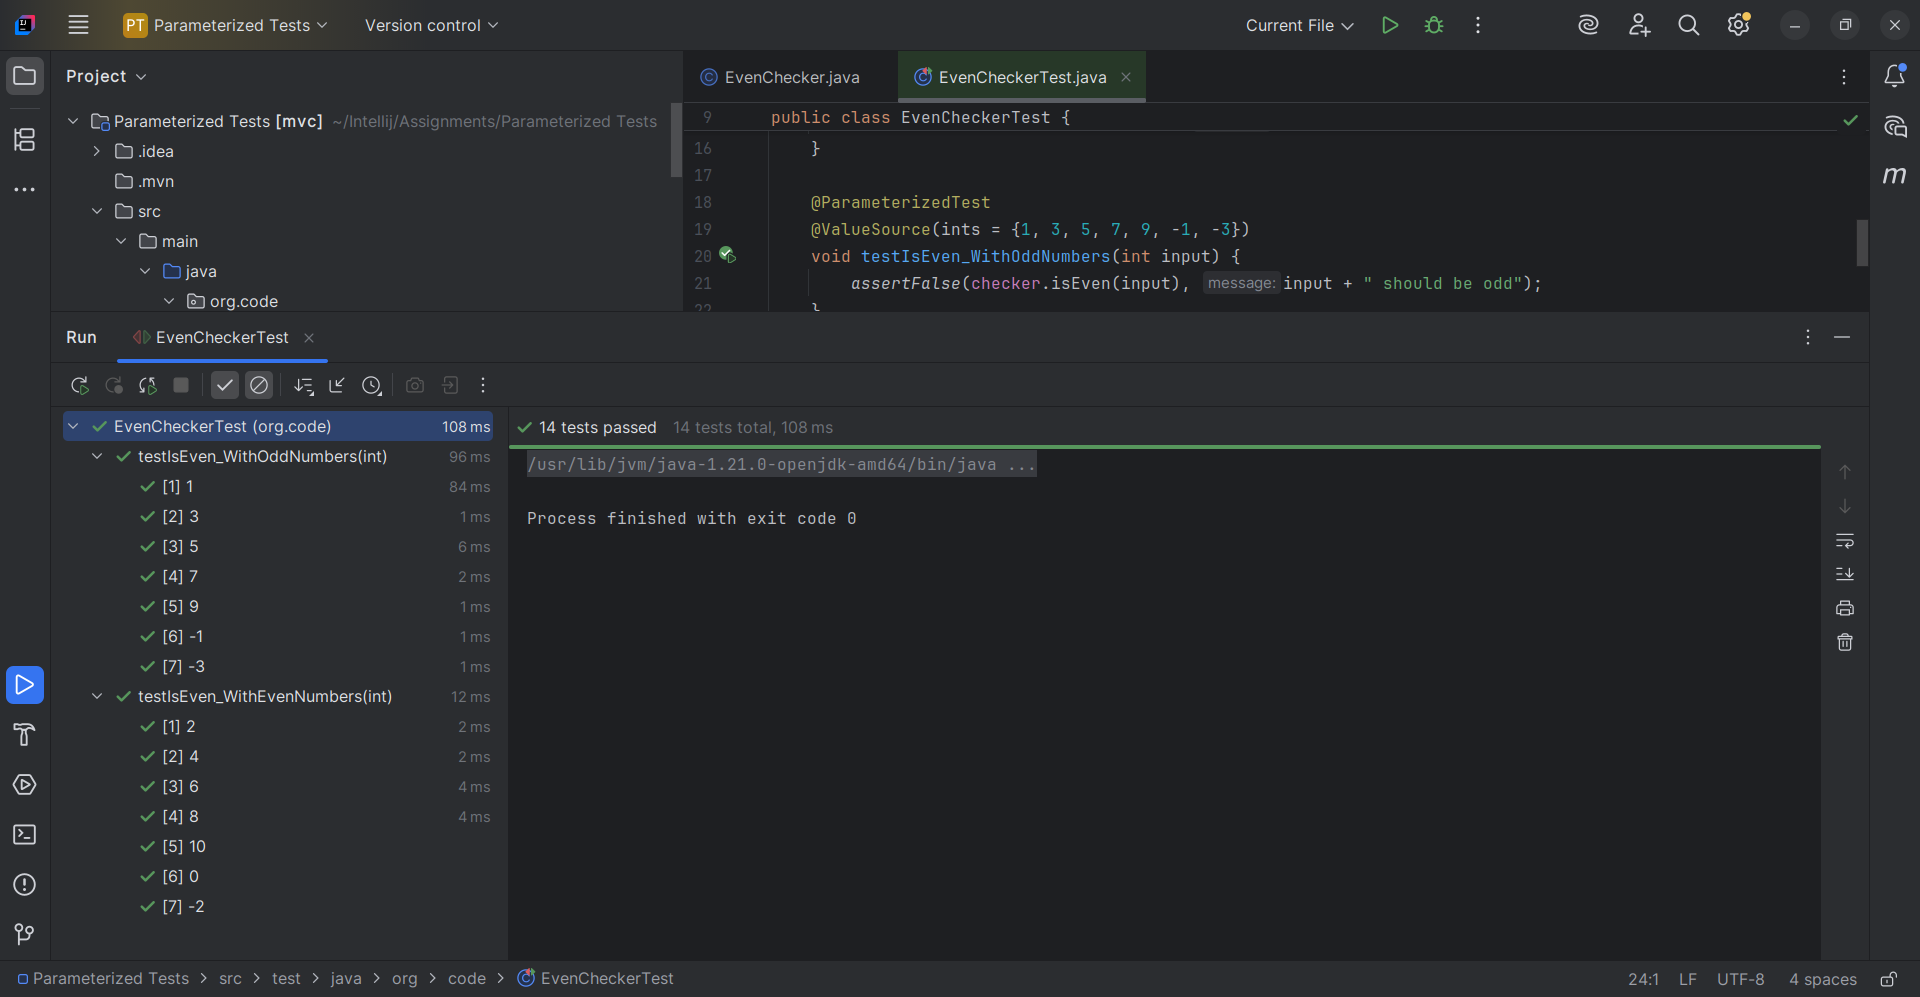 PT Parameterized Tests Version control Current File
Project
Parameterized Tests [mvc] ~/Intellij/Assignments/Parameterized Tests
.idea
.mvn
src
main
java
org.code
EvenChecker.java EvenCheckerTest.java
9 public class EvenCheckerTest {
16 }
17
18 @ParameterizedTest
19 @ValueSource(ints = {1, 3, 5, 7, 9, -1, -3})
20 void testIsEven_WithOddNumbers(int input) {
21 assertFalse(checker.isEven(input), message: input + " should be odd");
22 }
Run EvenCheckerTest
EvenCheckerTest (org.code) 108 ms
testIsEven_WithOddNumbers(int) 96 ms
[1] 1 84 ms
[2] 3 1 ms
[3] 5 6 ms
[4] 7 2 ms
[5] 9 1 ms
[6] -1 1 ms
[7] -3 1 ms
testIsEven_WithEvenNumbers(int) 12 ms
[1] 2 2 ms
[2] 4 2 ms
[3] 6 4 ms
[4] 8 4 ms
[5] 10
[6] 0
[7] -2
14 tests passed 14 tests total, 108 ms
/usr/lib/jvm/java-1.21.0-openjdk-amd64/bin/java ...
Process finished with exit code 0
Parameterized Tests > src > test > java > org > code > EvenCheckerTest
24:1 LF UTF-8 4 spaces